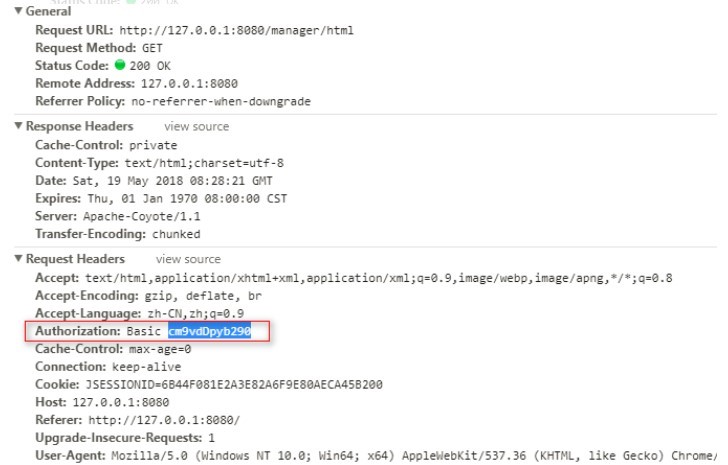 Status Code: 200 OK
General
Request URL: http://127.0.0.1:8080/manager/html
Request Method: GET
Status Code: 200 OK
Remote Address: 127.0.0.1:8080
Referrer Policy: no-referrer-when-downgrade
Response Headers view source
Cache-Control: private
Content-Type: text/html;charset=utf-8
Date: Sat, 19 May 2018 08:28:21 GMT
Expires: Thu, 01 Jan 1970 08:00:00 CST
Server: Apache-Coyote/1.1
Transfer-Encoding: chunked
Request Headers view source
Accept: text/html,application/xhtml+xml,application/xml;q=0.9,image/webp,image/apng,*/*;q=0.8
Accept-Encoding: gzip, deflate, br
Accept-Language: zh-CN,zh;q=0.9
Authorization: Basic cm9vdDpyb290
Cache-Control: max-age=0
Connection: keep-alive
Cookie: JSESSIONID=6B44F081E2A3E82A6F9E80AECA45B200
Host: 127.0.0.1:8080
Referer: http://127.0.0.1:8080/
Upgrade-Insecure-Requests: 1
User-Agent: Mozilla/5.0 (Windows NT 10.0; Win64; x64) AppleWebKit/537.36 (KHTML, like Gecko) Chrome/